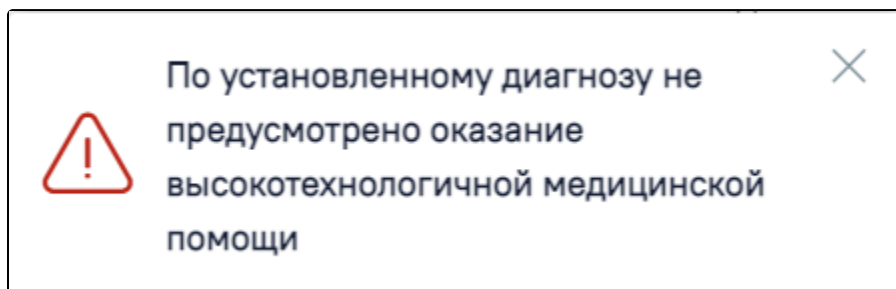 По установленному диагнозу не
предусмотрено оказание
высокотехнологичной медицинской
помощи